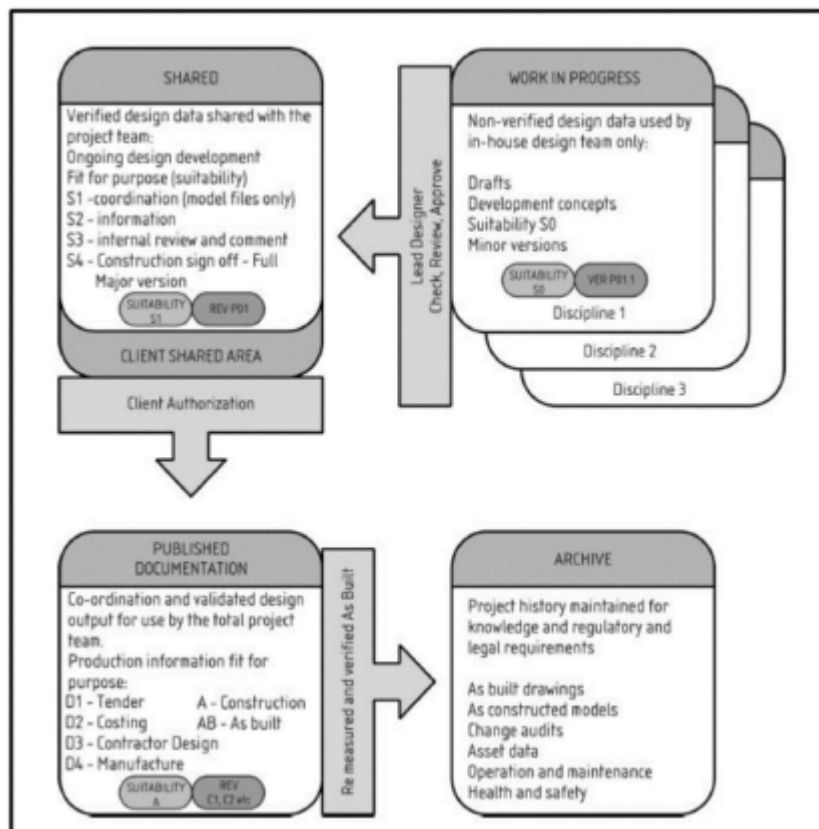 SHARED
Verified design data shared with the
project team:
Ongoing design development
Fit for purpose (suitability)
S1 -coordination (model files only)
S2 - information
S3 - internal review and comment
S4 - Construction sign off - Full
Major version
SUITABILITY
S1
REV P01
CLIENT SHARED AREA
Client Authorization
Lead Designer
Check, Review, Approve
WORK IN PROGRESS
Non-verified design data used by
in-house design team only:
Drafts
Development concepts
Suitability S0
Minor versions
SUITABILITY
S0
VER P01.1
Discipline 1
Discipline 2
Discipline 3
PUBLISHED
DOCUMENTATION
Co-ordination and validated design
output for use by the total project
team.
Production information fit for
purpose:
D1 - Tender A - Construction
D2 - Costing AB - As built
D3 - Contractor Design
D4 - Manufacture
SUITABILITY
A
REV
C1, C2 etc
Re measured and verified As Built
ARCHIVE
Project history maintained for
knowledge and regulatory and
legal requirements
As built drawings
As constructed models
Change audits
Asset data
Operation and maintenance
Health and safety